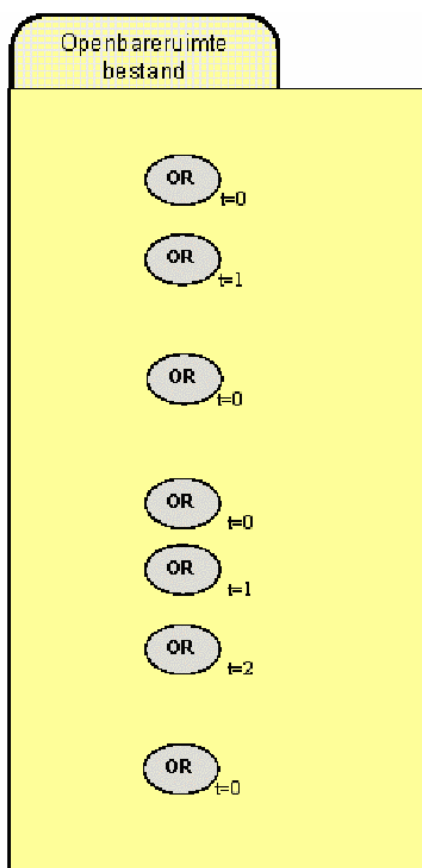 Openbareruimte
bestand
OR
t=0
OR
t=1
OR
t=0
OR
t=0
OR
t=1
OR
t=2
OR
t=0